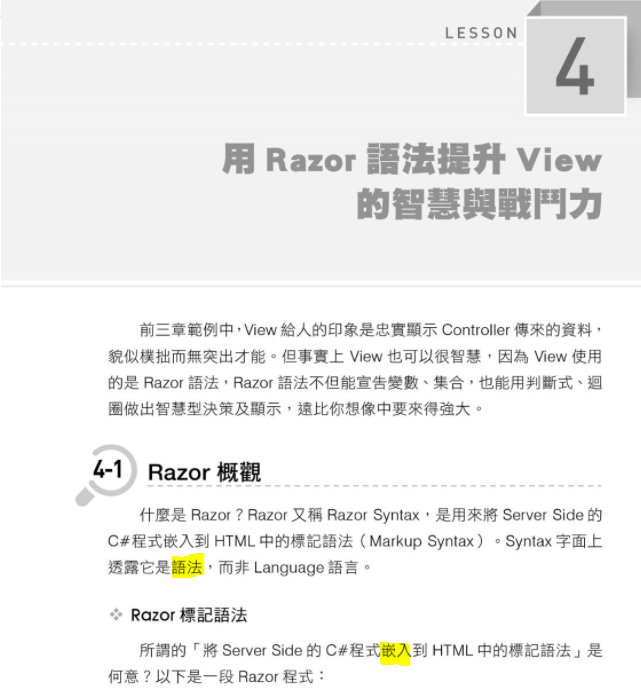 LESSON
4
用 Razor 語法提升 View
的智慧與戰鬥力
前三章範例中，View 給人的印象是忠實顯示 Controller 傳來的資料，
貌似樸拙而無突出才能。但事實上 View 也可以很智慧，因為 View 使用
的是 Razor 語法，Razor 語法不但能宣告變數、集合，也能用判斷式、迴
圈做出智慧型決策及顯示，遠比你想像中要來得強大。
4-1 Razor 概觀
什麼是 Razor？Razor 又稱 Razor Syntax，是用來將 Server Side 的
C#程式嵌入到 HTML 中的標記語法（Markup Syntax）。Syntax 字面上
透露它是語法，而非 Language 語言。
Razor 標記語法
所謂的「將 Server Side 的 C#程式嵌入到 HTML 中的標記語法」是
何意？以下是一段 Razor 程式：